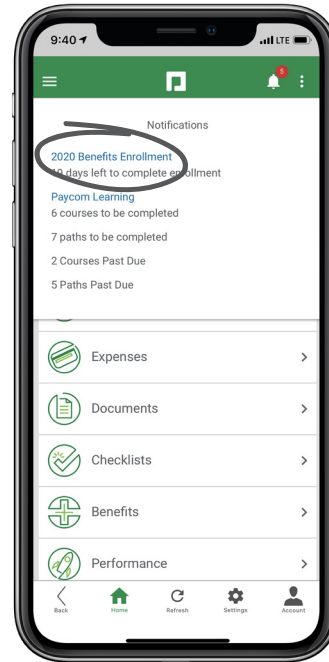 9:40
LTE
5
Notifications
2020 Benefits Enrollment
19 days left to complete enrollment
Paycom Learning
6 courses to be completed
7 paths to be completed
2 Courses Past Due
5 Paths Past Due
Expenses
Documents
Checklists
Benefits
Performance
Back Home Refresh Settings Account